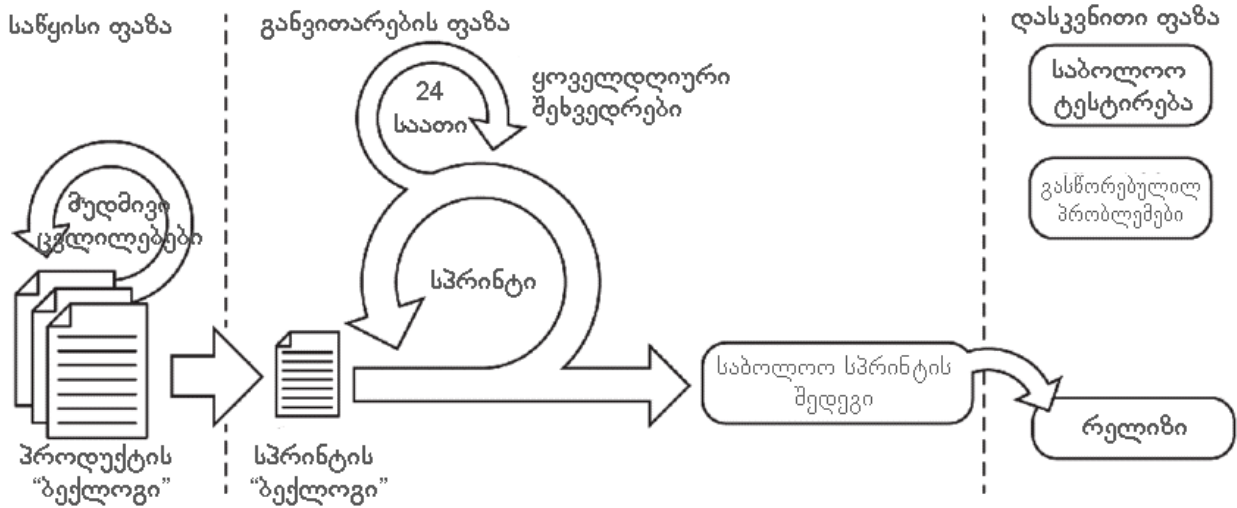 საწყისი ფაზა
მუდმივი
ცვლილებები
პროდუქტის
“ბექლოგი”
განვითარების ფაზა
24
საათი
ყოველდღიური
შეხვედრები
სპრინტი
სპრინტის
“ბექლოგი”
საბოლოო სპრინტის
შედეგი
დასკვნითი ფაზა
საბოლოო
ტესტირება
გასწორებულილ
პრობლემები
რელიზი